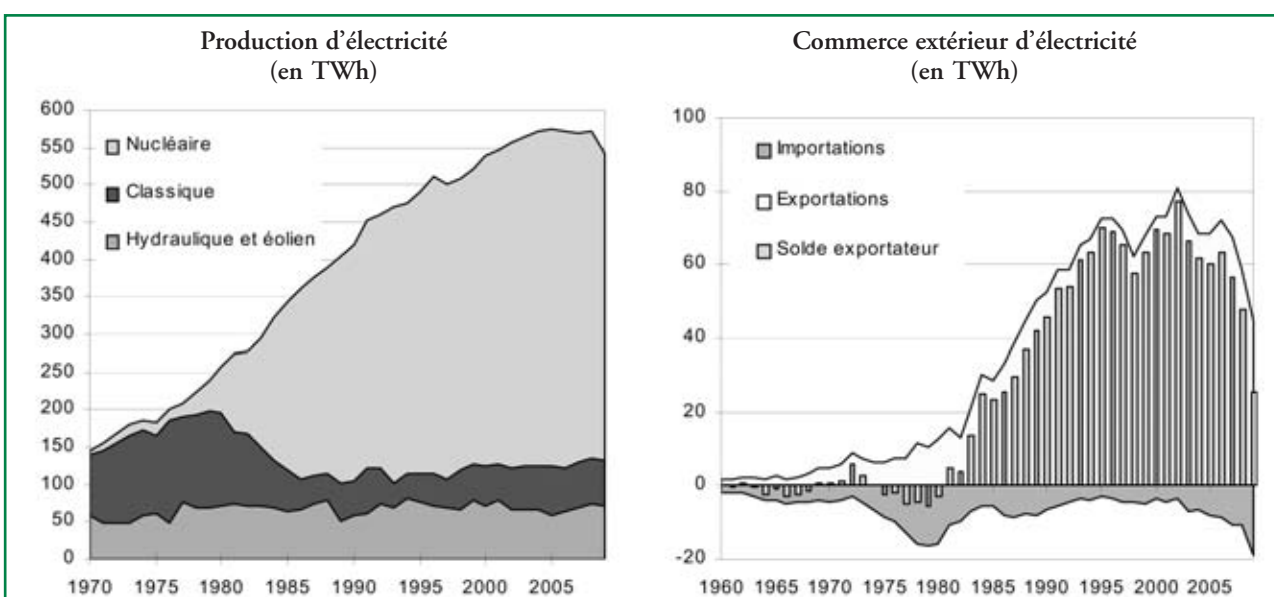 Production d'électricité
(en TWh)
600
550
500
450
400
350
300
250
200
150
100
50
0
Nucléaire
Classique
Hydraulique et éolien
1970 1975 1980 1985 1990 1995 2000 2005
Commerce extérieur d'électricité
(en TWh)
100
80
60
40
20
0
-20
Importations
Exportations
Solde exportateur
1960 1965 1970 1975 1980 1985 1990 1995 2000 2005